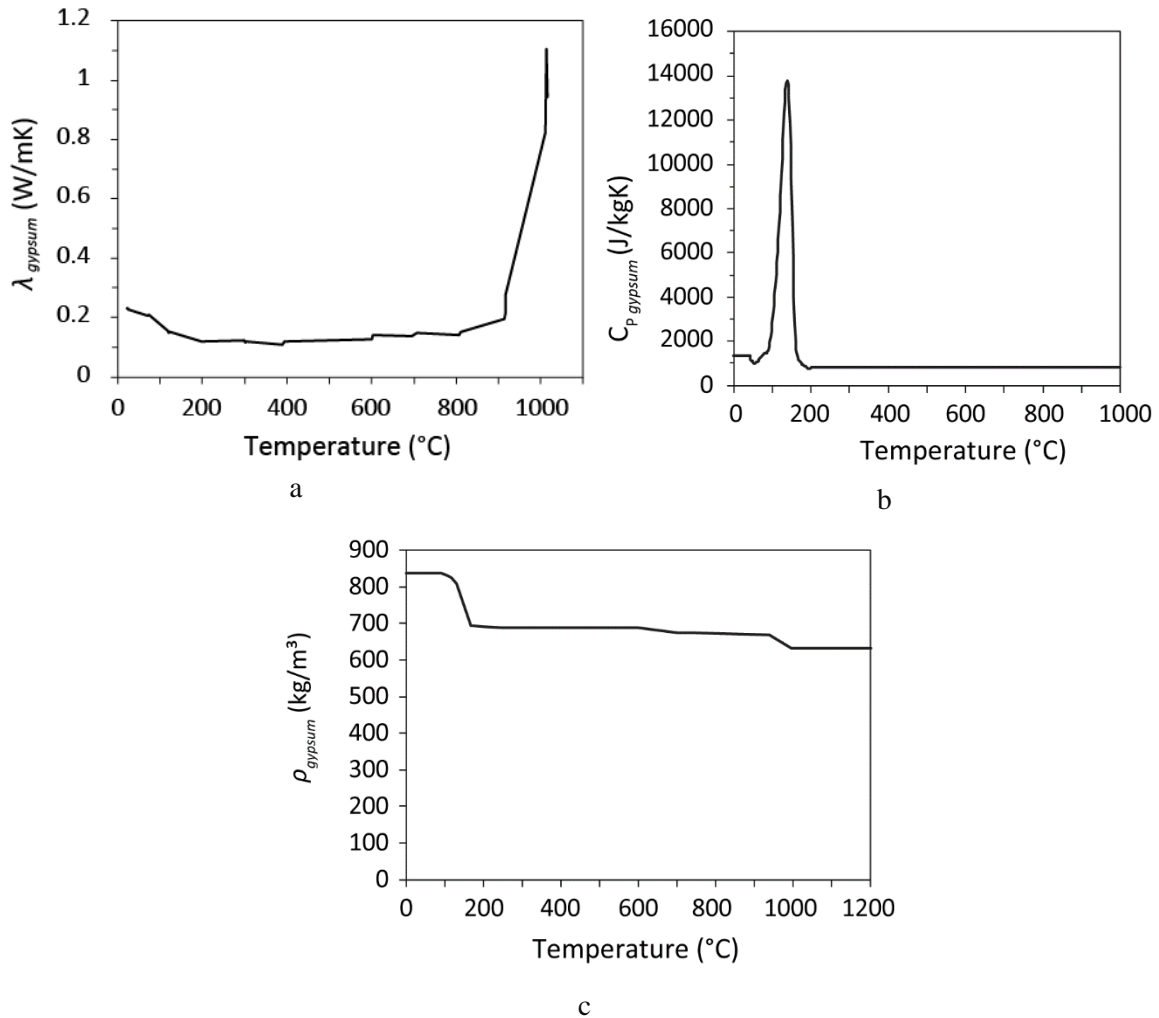 1.2
1
0.8
0.6
0.4
0.2
0
λ gypsum (W/mK)
0 200 400 600 800 1000
Temperature (°C)
a
16000
14000
12000
10000
8000
6000
4000
2000
0
CP gypsum (J/kgK)
0 200 400 600 800 1000
Temperature (°C)
b
900
800
700
600
500
400
300
200
100
0
ρgypsum (kg/m³)
0 200 400 600 800 1000 1200
Temperature (°C)
c